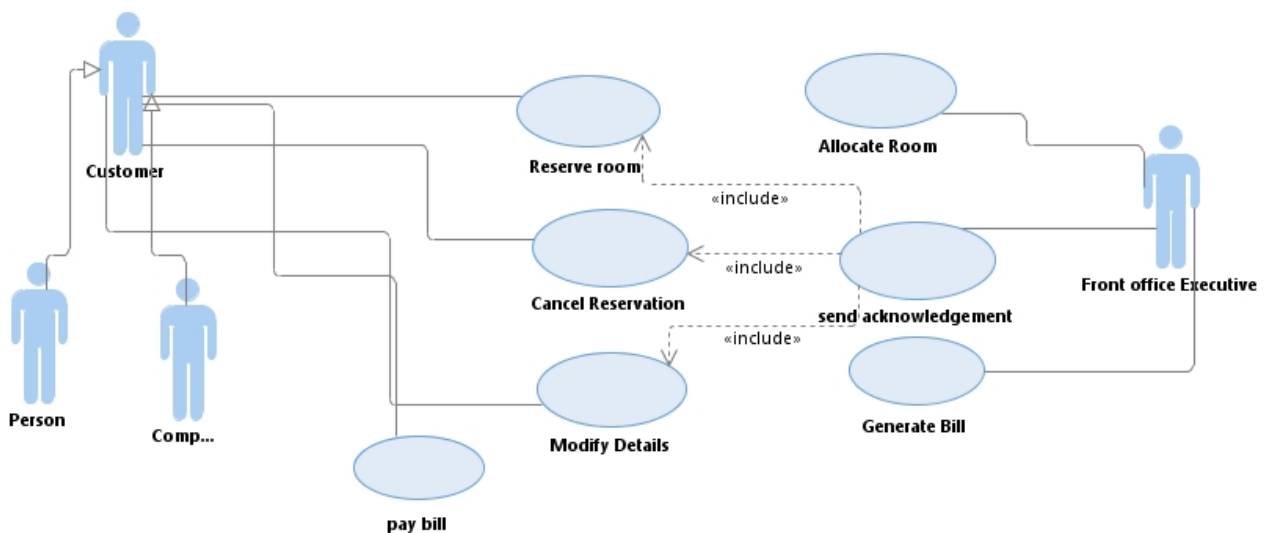 Customer
Reserve room
Allocate Room
«include»
«include»
Cancel Reservation
send acknowledgement
Front office Executive
«include»
Person
Comp...
Modify Details
Generate Bill
pay bill